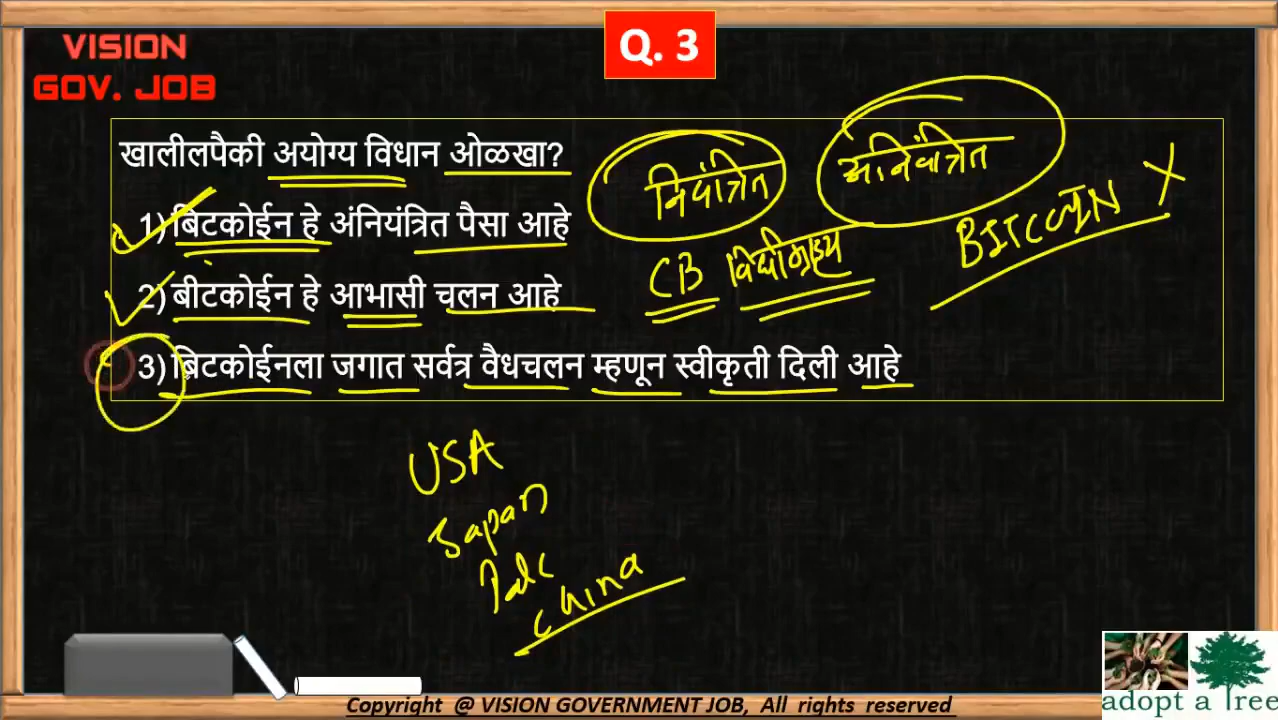 Q. 3
VISION
GOV. JOB
खालीलपैकी अयोग्य विधान ओळखा?
नियंत्रित
अनियंत्रित
1) बिटकोईन हे अंनियंत्रित पैसा आहे
CB
BITCOIN X
2) बीटकोईन हे आभासी चलन आहे
3) ब्रिटकोईनला जगात सर्वत्र वैधचलन म्हणून स्वीकृती दिली आहे
USA
Japan
China
Copyright @ VISION GOVERNMENT JOB, All rights reserved
adopt a Tree